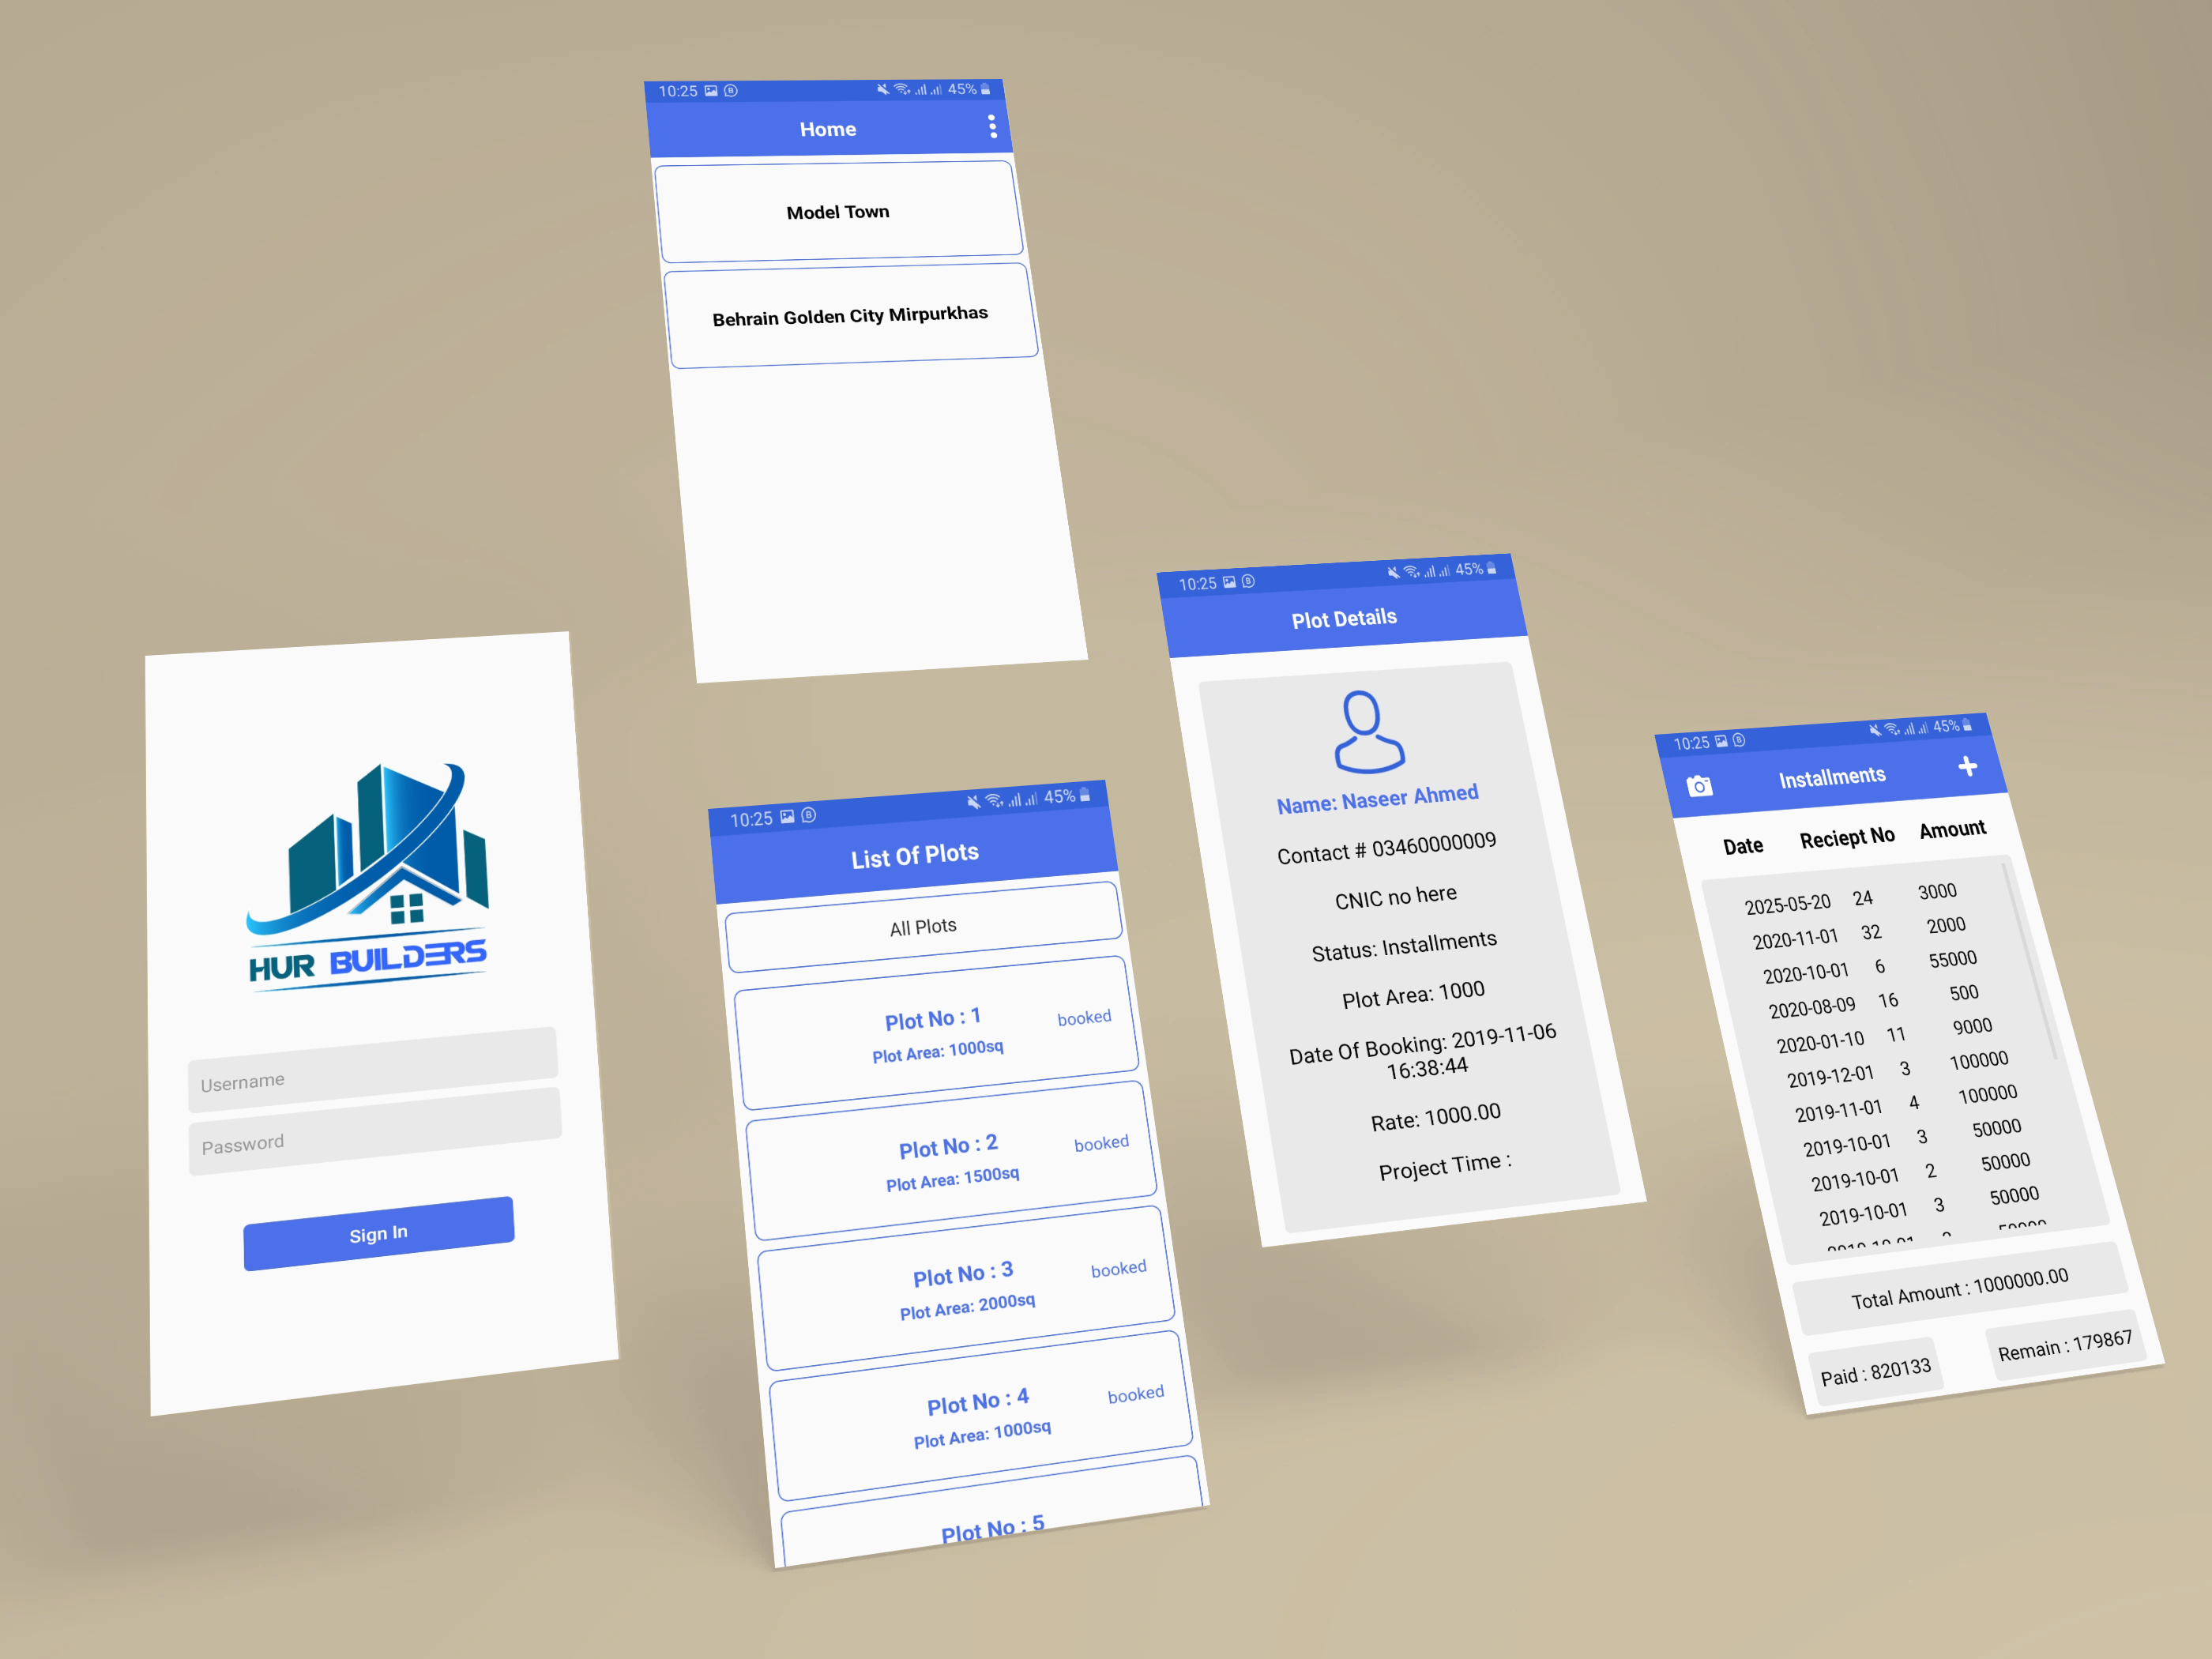 10:25 45%
Home
Model Town
Behrain Golden City Mirpurkhas
HUR BUILDERS
Username
Password
Sign In
10:25 45%
List Of Plots
All Plots
Plot No : 1
booked
Plot Area: 1000sq
Plot No : 2
booked
Plot Area: 1500sq
Plot No : 3
booked
Plot Area: 2000sq
Plot No : 4
booked
Plot Area: 1000sq
Plot No : 5
10:25 45%
Plot Details
Name: Naseer Ahmed
Contact # 03460000009
CNIC no here
Status: Installments
Plot Area: 1000
Date Of Booking: 2019-11-06
16:38:44
Rate: 1000.00
Project Time :
10:25 45%
Installments
Date Reciept No Amount
2025-05-20 24 3000
2020-11-01 32 2000
2020-10-01 6 55000
2020-08-09 16 500
2020-01-10 11 9000
2019-12-01 3 100000
2019-11-01 4 100000
2019-10-01 3 50000
2019-10-01 2 50000
2019-10-01 3 50000
Total Amount : 1000000.00
Paid : 820133
Remain : 179867